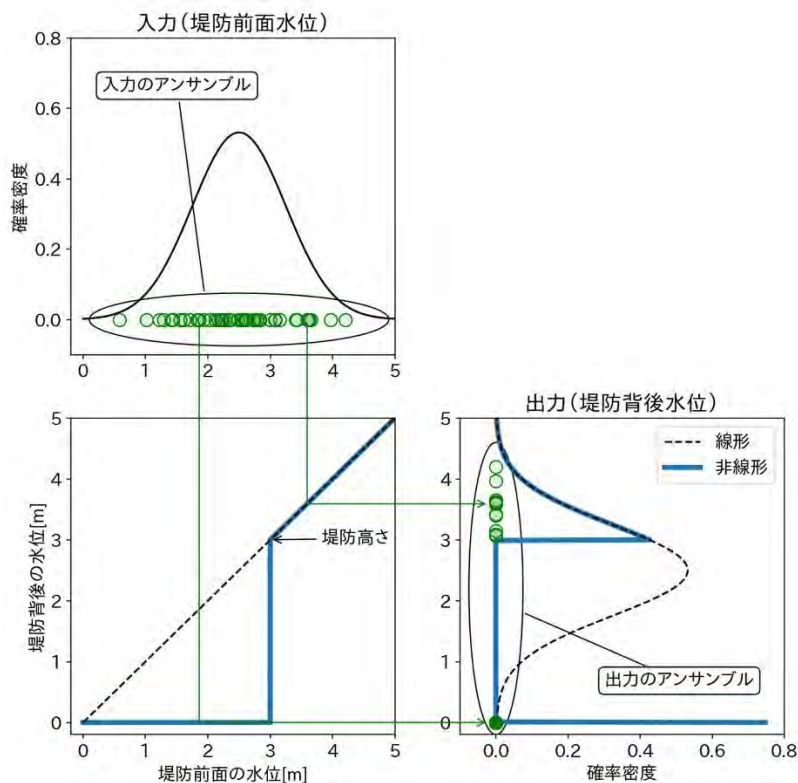 入力（堤防前面水位）
0.8
0.6
0.4
0.2
0.0
確率密度
入力のアンサンブル
0 1 2 3 4 5
5
4
3
2
1
0
堤防背後の水位[m]
堤防高さ
0 1 2 3 4 5
堤防前面の水位[m]
出力（堤防背後水位）
線形
非線形
5
4
3
2
1
0
出力のアンサンブル
0.0 0.2 0.4 0.6 0.8
確率密度